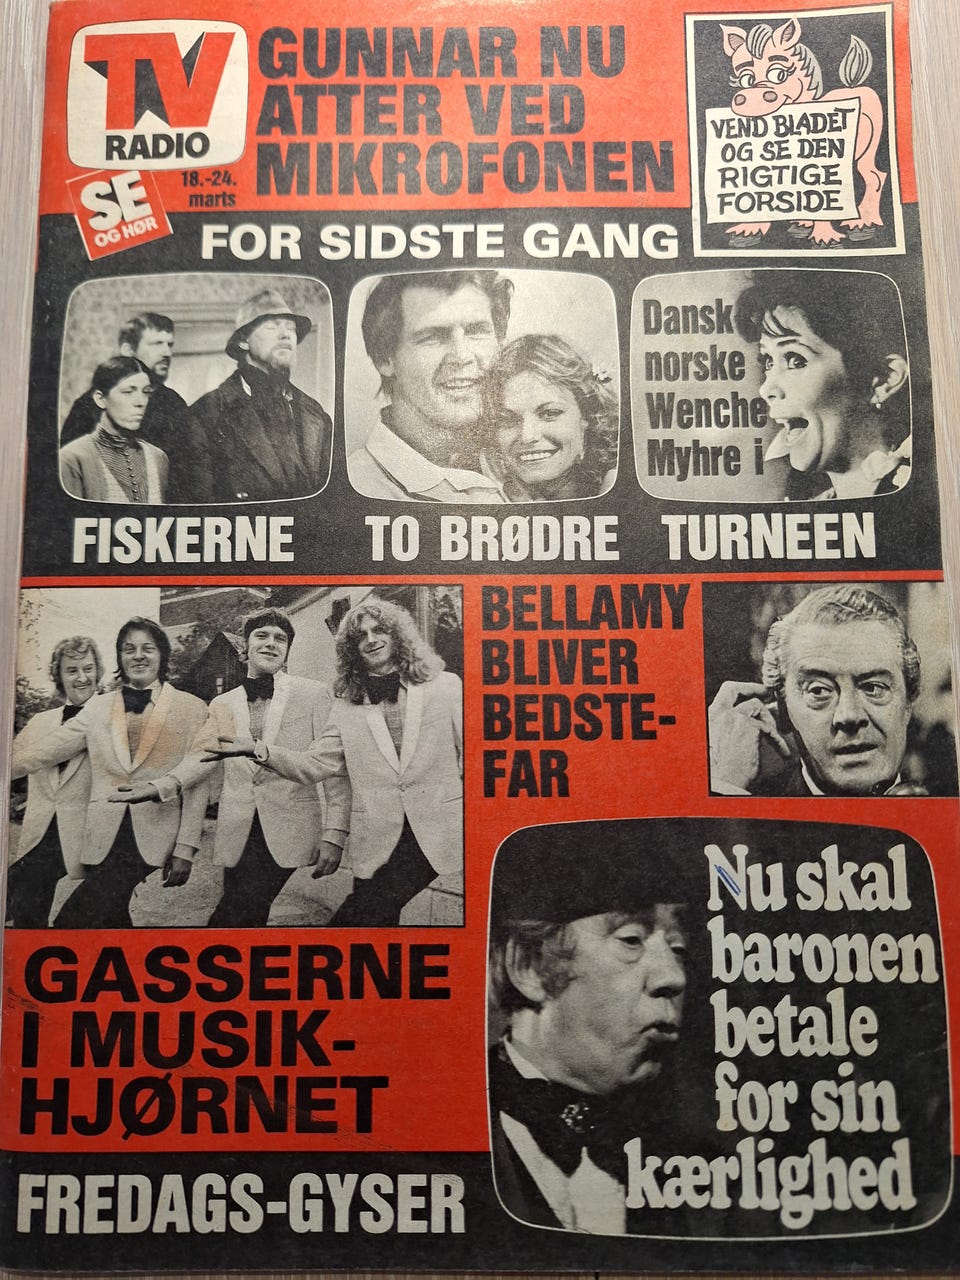 TV
RADIO
SE
OG HØR
18.-24.
marts
GUNNAR NU
ATTER VED
MIKROFONEN
VEND BLADET
OG SE DEN
RIGTIGE
FORSIDE
FOR SIDSTE GANG
Dansk
norske
Wenche
Myhre i
FISKERNE
TO BRØDRE
TURNEEN
BELLAMY
BLIVER
BEDSTE-
FAR
GASSERNE
I MUSIK-
HJØRNET
Nu skal
baronen
betale
for sin
kærlighed
FREDAGS-GYSER